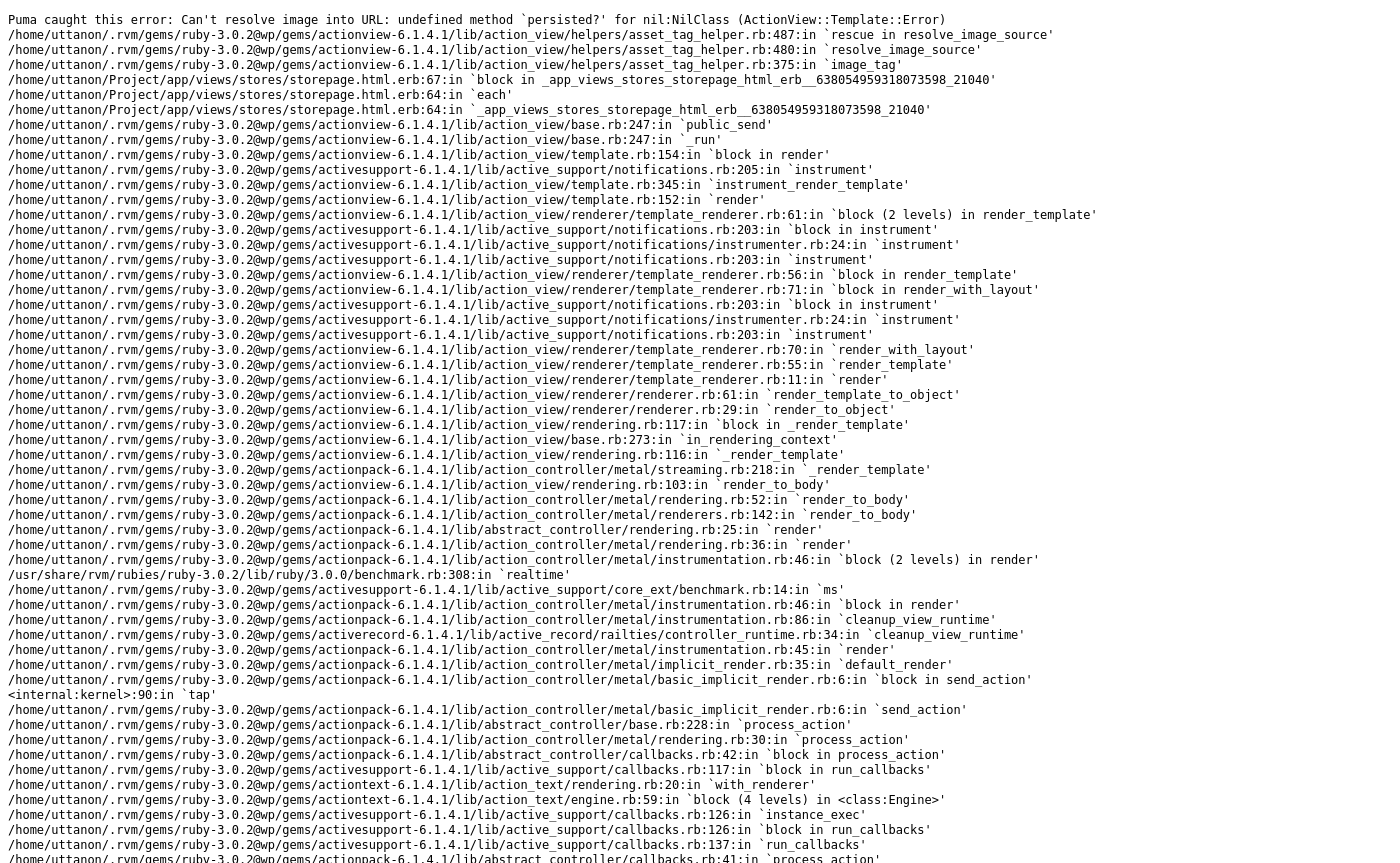 Puma caught this error: Can't resolve image into URL: undefined method `persisted?' for nil:NilClass (ActionView::Template::Error)
/home/uttanon/.rvm/gems/ruby-3.0.2@wp/gems/actionview-6.1.4.1/lib/action_view/helpers/asset_tag_helper.rb:487:in `rescue in resolve_image_source'
/home/uttanon/.rvm/gems/ruby-3.0.2@wp/gems/actionview-6.1.4.1/lib/action_view/helpers/asset_tag_helper.rb:480:in `resolve_image_source'
/home/uttanon/.rvm/gems/ruby-3.0.2@wp/gems/actionview-6.1.4.1/lib/action_view/helpers/asset_tag_helper.rb:375:in `image_tag'
/home/uttanon/Project/app/views/stores/storepage.html.erb:67:in `block in _app_views_stores_storepage_html_erb__638054959318073598_21040'
/home/uttanon/Project/app/views/stores/storepage.html.erb:64:in `each'
/home/uttanon/Project/app/views/stores/storepage.html.erb:64:in `_app_views_stores_storepage_html_erb__638054959318073598_21040'
/home/uttanon/.rvm/gems/ruby-3.0.2@wp/gems/actionview-6.1.4.1/lib/action_view/base.rb:247:in `public_send'
/home/uttanon/.rvm/gems/ruby-3.0.2@wp/gems/actionview-6.1.4.1/lib/action_view/base.rb:247:in `_run'
/home/uttanon/.rvm/gems/ruby-3.0.2@wp/gems/actionview-6.1.4.1/lib/action_view/template.rb:154:in `block in render'
/home/uttanon/.rvm/gems/ruby-3.0.2@wp/gems/activesupport-6.1.4.1/lib/active_support/notifications.rb:205:in `instrument'
/home/uttanon/.rvm/gems/ruby-3.0.2@wp/gems/actionview-6.1.4.1/lib/action_view/template.rb:345:in `instrument_render_template'
/home/uttanon/.rvm/gems/ruby-3.0.2@wp/gems/actionview-6.1.4.1/lib/action_view/template.rb:152:in `render'
/home/uttanon/.rvm/gems/ruby-3.0.2@wp/gems/actionview-6.1.4.1/lib/action_view/renderer/template_renderer.rb:61:in `block (2 levels) in render_template'
/home/uttanon/.rvm/gems/ruby-3.0.2@wp/gems/activesupport-6.1.4.1/lib/active_support/notifications.rb:203:in `block in instrument'
/home/uttanon/.rvm/gems/ruby-3.0.2@wp/gems/activesupport-6.1.4.1/lib/active_support/notifications/instrumenter.rb:24:in `instrument'
/home/uttanon/.rvm/gems/ruby-3.0.2@wp/gems/activesupport-6.1.4.1/lib/active_support/notifications.rb:203:in `instrument'
/home/uttanon/.rvm/gems/ruby-3.0.2@wp/gems/actionview-6.1.4.1/lib/action_view/renderer/template_renderer.rb:56:in `block in render_template'
/home/uttanon/.rvm/gems/ruby-3.0.2@wp/gems/actionview-6.1.4.1/lib/action_view/renderer/template_renderer.rb:71:in `block in render_with_layout'
/home/uttanon/.rvm/gems/ruby-3.0.2@wp/gems/activesupport-6.1.4.1/lib/active_support/notifications.rb:203:in `block in instrument'
/home/uttanon/.rvm/gems/ruby-3.0.2@wp/gems/activesupport-6.1.4.1/lib/active_support/notifications/instrumenter.rb:24:in `instrument'
/home/uttanon/.rvm/gems/ruby-3.0.2@wp/gems/activesupport-6.1.4.1/lib/active_support/notifications.rb:203:in `instrument'
/home/uttanon/.rvm/gems/ruby-3.0.2@wp/gems/actionview-6.1.4.1/lib/action_view/renderer/template_renderer.rb:70:in `render_with_layout'
/home/uttanon/.rvm/gems/ruby-3.0.2@wp/gems/actionview-6.1.4.1/lib/action_view/renderer/template_renderer.rb:55:in `render_template'
/home/uttanon/.rvm/gems/ruby-3.0.2@wp/gems/actionview-6.1.4.1/lib/action_view/renderer/template_renderer.rb:11:in `render'
/home/uttanon/.rvm/gems/ruby-3.0.2@wp/gems/actionview-6.1.4.1/lib/action_view/renderer/renderer.rb:61:in `render_template_to_object'
/home/uttanon/.rvm/gems/ruby-3.0.2@wp/gems/actionview-6.1.4.1/lib/action_view/renderer/renderer.rb:29:in `render_to_object'
/home/uttanon/.rvm/gems/ruby-3.0.2@wp/gems/actionview-6.1.4.1/lib/action_view/rendering.rb:117:in `block in _render_template'
/home/uttanon/.rvm/gems/ruby-3.0.2@wp/gems/actionview-6.1.4.1/lib/action_view/base.rb:273:in `in_rendering_context'
/home/uttanon/.rvm/gems/ruby-3.0.2@wp/gems/actionview-6.1.4.1/lib/action_view/rendering.rb:116:in `_render_template'
/home/uttanon/.rvm/gems/ruby-3.0.2@wp/gems/actionpack-6.1.4.1/lib/action_controller/metal/streaming.rb:218:in `_render_template'
/home/uttanon/.rvm/gems/ruby-3.0.2@wp/gems/actionview-6.1.4.1/lib/action_view/rendering.rb:103:in `render_to_body'
/home/uttanon/.rvm/gems/ruby-3.0.2@wp/gems/actionpack-6.1.4.1/lib/action_controller/metal/rendering.rb:52:in `render_to_body'
/home/uttanon/.rvm/gems/ruby-3.0.2@wp/gems/actionpack-6.1.4.1/lib/action_controller/metal/renderers.rb:142:in `render_to_body'
/home/uttanon/.rvm/gems/ruby-3.0.2@wp/gems/actionpack-6.1.4.1/lib/abstract_controller/rendering.rb:25:in `render'
/home/uttanon/.rvm/gems/ruby-3.0.2@wp/gems/actionpack-6.1.4.1/lib/action_controller/metal/rendering.rb:36:in `render'
/home/uttanon/.rvm/gems/ruby-3.0.2@wp/gems/actionpack-6.1.4.1/lib/action_controller/metal/instrumentation.rb:46:in `block (2 levels) in render'
/usr/share/rvm/rubies/ruby-3.0.2/lib/ruby/3.0.0/benchmark.rb:308:in `realtime'
/home/uttanon/.rvm/gems/ruby-3.0.2@wp/gems/activesupport-6.1.4.1/lib/active_support/core_ext/benchmark.rb:14:in `ms'
/home/uttanon/.rvm/gems/ruby-3.0.2@wp/gems/actionpack-6.1.4.1/lib/action_controller/metal/instrumentation.rb:46:in `block in render'
/home/uttanon/.rvm/gems/ruby-3.0.2@wp/gems/actionpack-6.1.4.1/lib/action_controller/metal/instrumentation.rb:86:in `cleanup_view_runtime'
/home/uttanon/.rvm/gems/ruby-3.0.2@wp/gems/activerecord-6.1.4.1/lib/active_record/railties/controller_runtime.rb:34:in `cleanup_view_runtime'
/home/uttanon/.rvm/gems/ruby-3.0.2@wp/gems/actionpack-6.1.4.1/lib/action_controller/metal/instrumentation.rb:45:in `render'
/home/uttanon/.rvm/gems/ruby-3.0.2@wp/gems/actionpack-6.1.4.1/lib/action_controller/metal/implicit_render.rb:35:in `default_render'
/home/uttanon/.rvm/gems/ruby-3.0.2@wp/gems/actionpack-6.1.4.1/lib/action_controller/metal/basic_implicit_render.rb:6:in `block in send_action'
<internal:kernel>:90:in `tap'
/home/uttanon/.rvm/gems/ruby-3.0.2@wp/gems/actionpack-6.1.4.1/lib/action_controller/metal/basic_implicit_render.rb:6:in `send_action'
/home/uttanon/.rvm/gems/ruby-3.0.2@wp/gems/actionpack-6.1.4.1/lib/abstract_controller/base.rb:228:in `process_action'
/home/uttanon/.rvm/gems/ruby-3.0.2@wp/gems/actionpack-6.1.4.1/lib/action_controller/metal/rendering.rb:30:in `process_action'
/home/uttanon/.rvm/gems/ruby-3.0.2@wp/gems/actionpack-6.1.4.1/lib/abstract_controller/callbacks.rb:42:in `block in process_action'
/home/uttanon/.rvm/gems/ruby-3.0.2@wp/gems/activesupport-6.1.4.1/lib/active_support/callbacks.rb:117:in `block in run_callbacks'
/home/uttanon/.rvm/gems/ruby-3.0.2@wp/gems/actiontext-6.1.4.1/lib/action_text/rendering.rb:20:in `with_renderer'
/home/uttanon/.rvm/gems/ruby-3.0.2@wp/gems/actiontext-6.1.4.1/lib/action_text/engine.rb:59:in `block (4 levels) in <class:Engine>'
/home/uttanon/.rvm/gems/ruby-3.0.2@wp/gems/activesupport-6.1.4.1/lib/active_support/callbacks.rb:126:in `instance_exec'
/home/uttanon/.rvm/gems/ruby-3.0.2@wp/gems/activesupport-6.1.4.1/lib/active_support/callbacks.rb:126:in `block in run_callbacks'
/home/uttanon/.rvm/gems/ruby-3.0.2@wp/gems/activesupport-6.1.4.1/lib/active_support/callbacks.rb:137:in `run_callbacks'
/home/uttanon/.rvm/gems/ruby-3.0.2@wp/gems/actionpack-6.1.4.1/lib/abstract_controller/callbacks.rb:41:in `process_action'